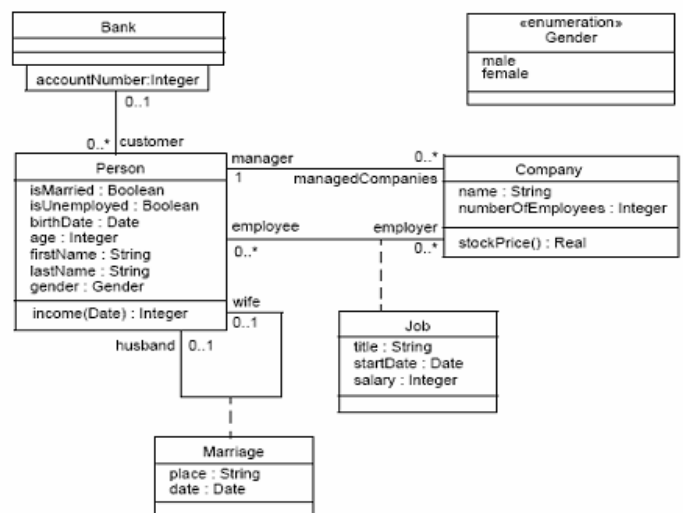 Bank
accountNumber:Integer
0..1
0..* customer
«enumeration»
Gender
male
female
Person
isMarried : Boolean
isUnemployed : Boolean
birthDate : Date
age : Integer
firstName : String
lastName : String
gender : Gender
income(Date) : Integer
manager
1
0..*
managedCompanies
employee
0..*
employer
0..*
Company
name : String
numberOfEmployees : Integer
stockPrice() : Real
wife
0..1
husband
0..1
Job
title : String
startDate : Date
salary : Integer
Marriage
place : String
date : Date